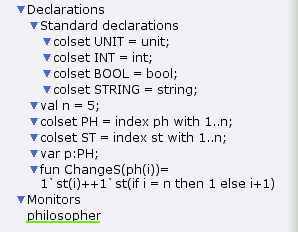 Declarations
Standard declarations
colset UNIT = unit;
colset INT = int;
colset BOOL = bool;
colset STRING = string;
val n = 5;
colset PH = index ph with 1..n;
colset ST = index st with 1..n;
var p:PH;
fun ChangeS(ph(i))=
1`st(i)++1`st(if i = n then 1 else i+1)
Monitors
philosopher